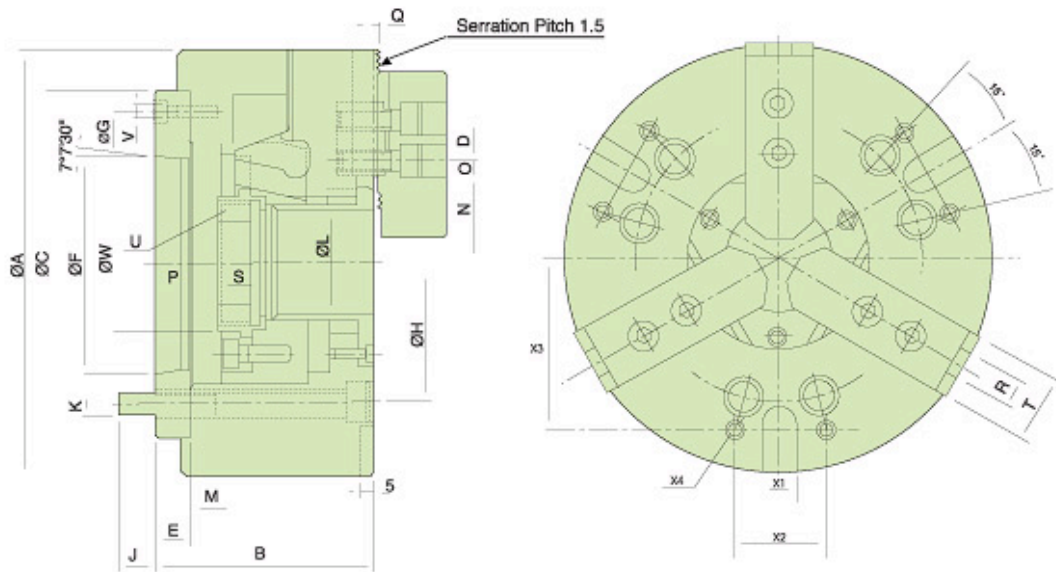 Q
Serration Pitch 1.5
ØA
ØC
7°7'30"
ØF
ØG
V
ØW
U
P
S
ØL
ØH
D
O
N
K
M
5
E
J
B
15°
15°
X3
X4
X1
X2
R
T